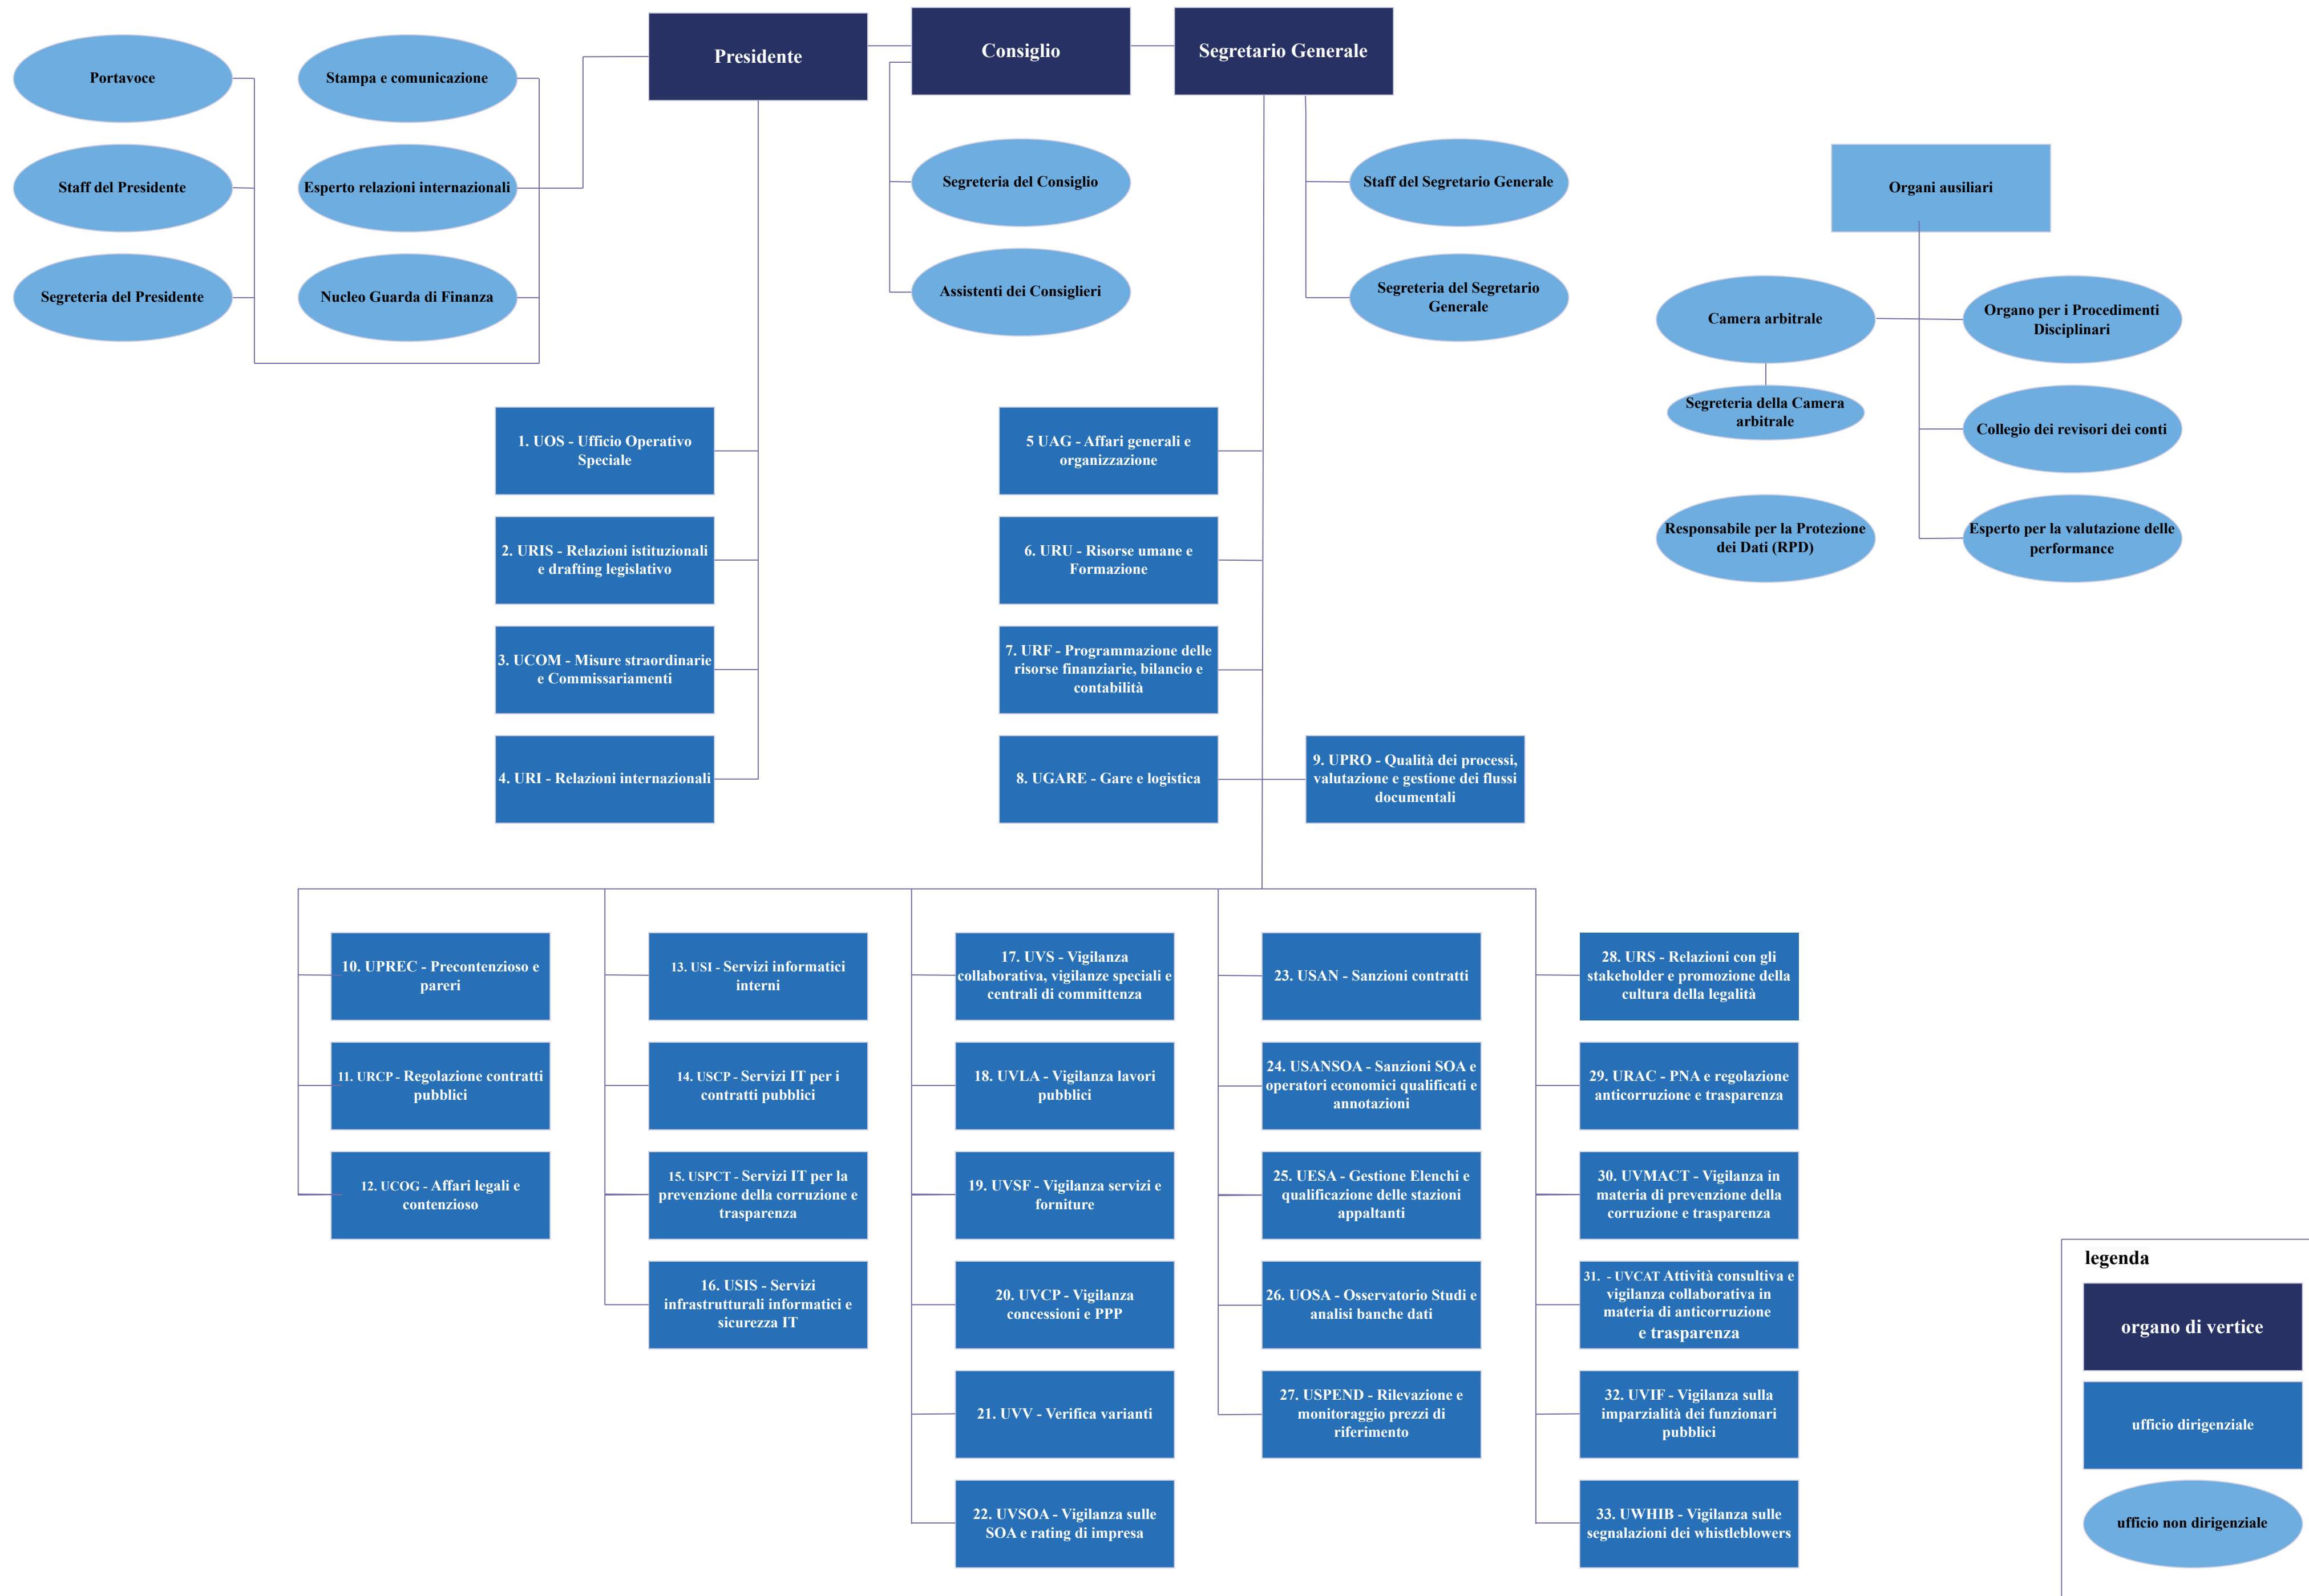 Presidente
Consiglio
Segretario Generale
Portavoce
Stampa e comunicazione
Staff del Presidente
Esperto relazioni internazionali
Segreteria del Presidente
Nucleo Guarda di Finanza
Segreteria del Consiglio
Assistenti dei Consiglieri
Staff del Segretario Generale
Segreteria del Segretario
Generale
Organi ausiliari
Camera arbitrale
Organo per i Procedimenti
Disciplinari
Segreteria della Camera
arbitrale
Collegio dei revisori dei conti
Responsabile per la Protezione
dei Dati (RPD)
Esperto per la valutazione delle
performance
1. UOS - Ufficio Operativo
Speciale
2. URIS - Relazioni istituzionali
e drafting legislativo
3. UCOM - Misure straordinarie
e Commissariamenti
4. URI - Relazioni internazionali
5 UAG - Affari generali e
organizzazione
6. URU - Risorse umane e
Formazione
7. URF - Programmazione delle
risorse finanziarie, bilancio e
contabilità
8. UGARE - Gare e logistica
9. UPRO - Qualità dei processi,
valutazione e gestione dei flussi
documentali
10. UPREC - Precontenzioso e
pareri
11. URCP - Regolazione contratti
pubblici
12. UCOG - Affari legali e
contenzioso
13. USI - Servizi informatici
interni
14. USCP - Servizi IT per i
contratti pubblici
15. USPCT - Servizi IT per la
prevenzione della corruzione e
trasparenza
16. USIS - Servizi
infrastrutturali informatici e
sicurezza IT
17. UVS - Vigilanza
collaborativa, vigilanze speciali e
centrali di committenza
18. UVLA - Vigilanza lavori
pubblici
19. UVSF - Vigilanza servizi e
forniture
20. UVCP - Vigilanza
concessioni e PPP
21. UVV - Verifica varianti
22. UVSOA - Vigilanza sulle
SOA e rating di impresa
23. USAN - Sanzioni contratti
24. USANSOA - Sanzioni SOA e
operatori economici qualificati e
annotazioni
25. UESA - Gestione Elenchi e
qualificazione delle stazioni
appaltanti
26. UOSA - Osservatorio Studi e
analisi banche dati
27. USPEND - Rilevazione e
monitoraggio prezzi di
riferimento
28. URS - Relazioni con gli
stakeholder e promozione della
cultura della legalità
29. URAC - PNA e regolazione
anticorruzione e trasparenza
30. UVMACT - Vigilanza in
materia di prevenzione della
corruzione e trasparenza
31. - UVCAT Attività consultiva e
vigilanza collaborativa in
materia di anticorruzione
e trasparenza
32. UVIF - Vigilanza sulla
imparzialità dei funzionari
pubblici
33. UWHIB - Vigilanza sulle
segnalazioni dei whistleblowers
legenda
organo di vertice
ufficio dirigenziale
ufficio non dirigenziale